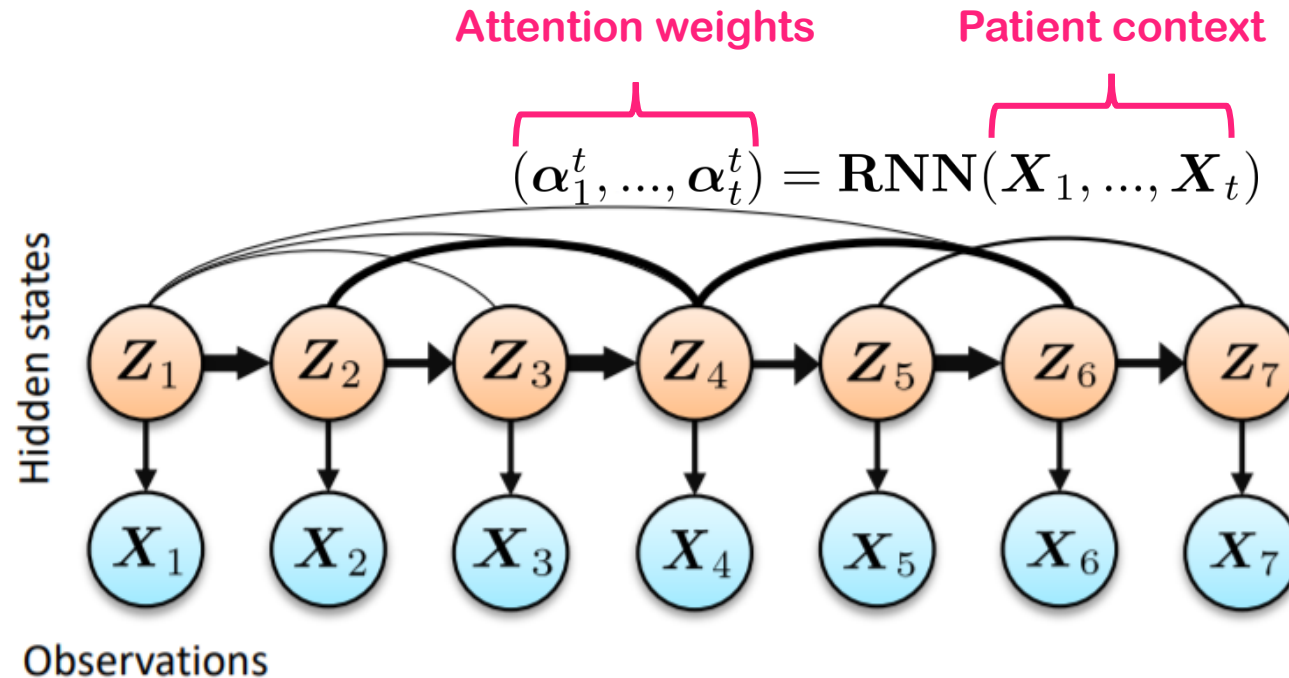 Attention weights Patient context
(α₁ᵗ, ..., αₜᵗ) = RNN(X₁, ..., Xₜ)
Hidden states
Z₁ Z₂ Z₃ Z₄ Z₅ Z₆ Z₇
X₁ X₂ X₃ X₄ X₅ X₆ X₇
Observations